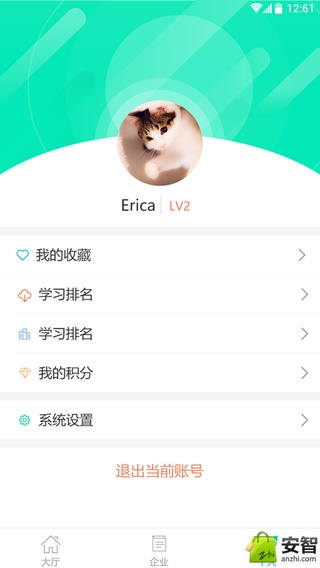 12:61
Erica LV2
我的收藏
学习排名
学习排名
我的积分
系统设置
退出当前账号
大厅 企业
安智
anzhi.com
zhi